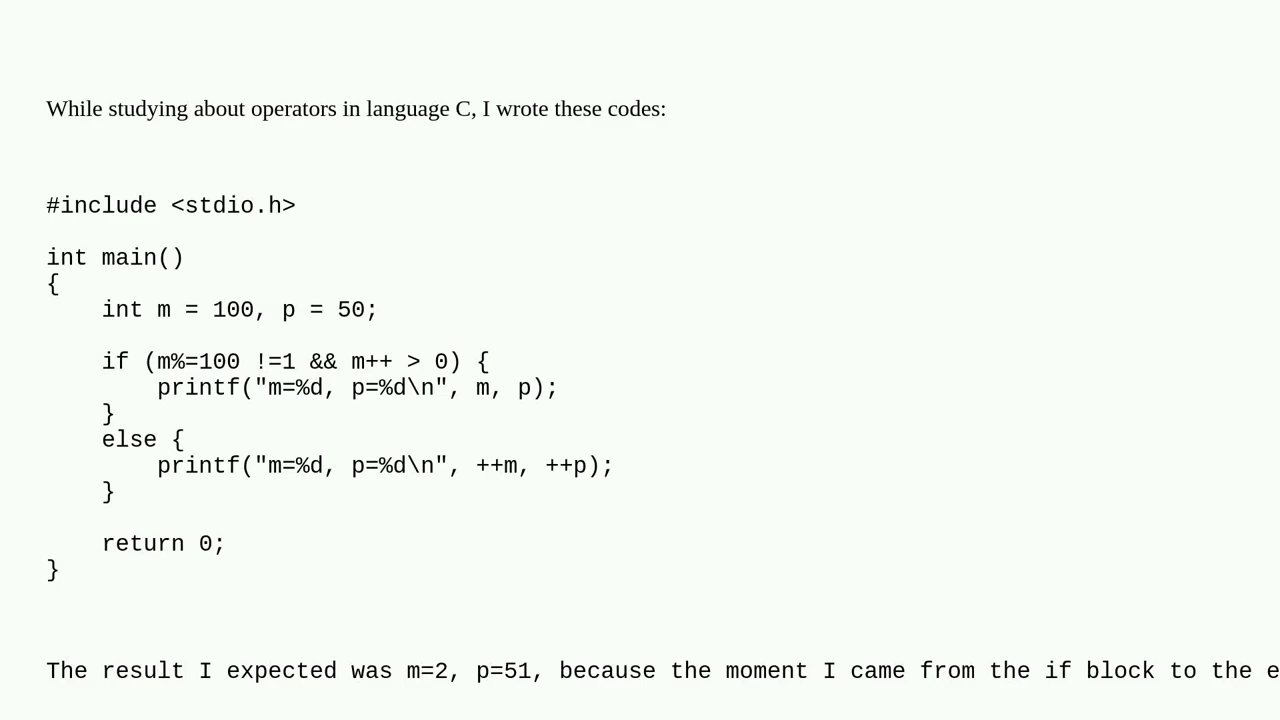 While studying about operators in language C, I wrote these codes:
#include <stdio.h>
int main()
{
    int m = 100, p = 50;
    if (m%=100 !=1 && m++ > 0) {
        printf("m=%d, p=%d\n", m, p);
    }
    else {
        printf("m=%d, p=%d\n", ++m, ++p);
    }
    return 0;
}
The result I expected was m=2, p=51, because the moment I came from the if block to the